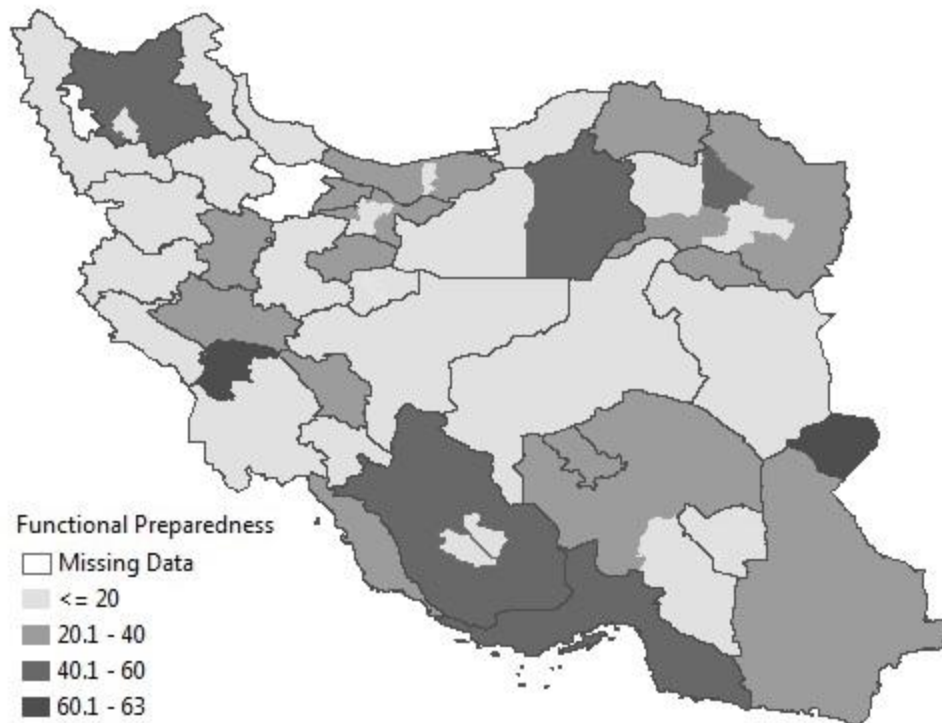 Functional Preparedness
Missing Data
<= 20
20.1 - 40
40.1 - 60
60.1 - 63